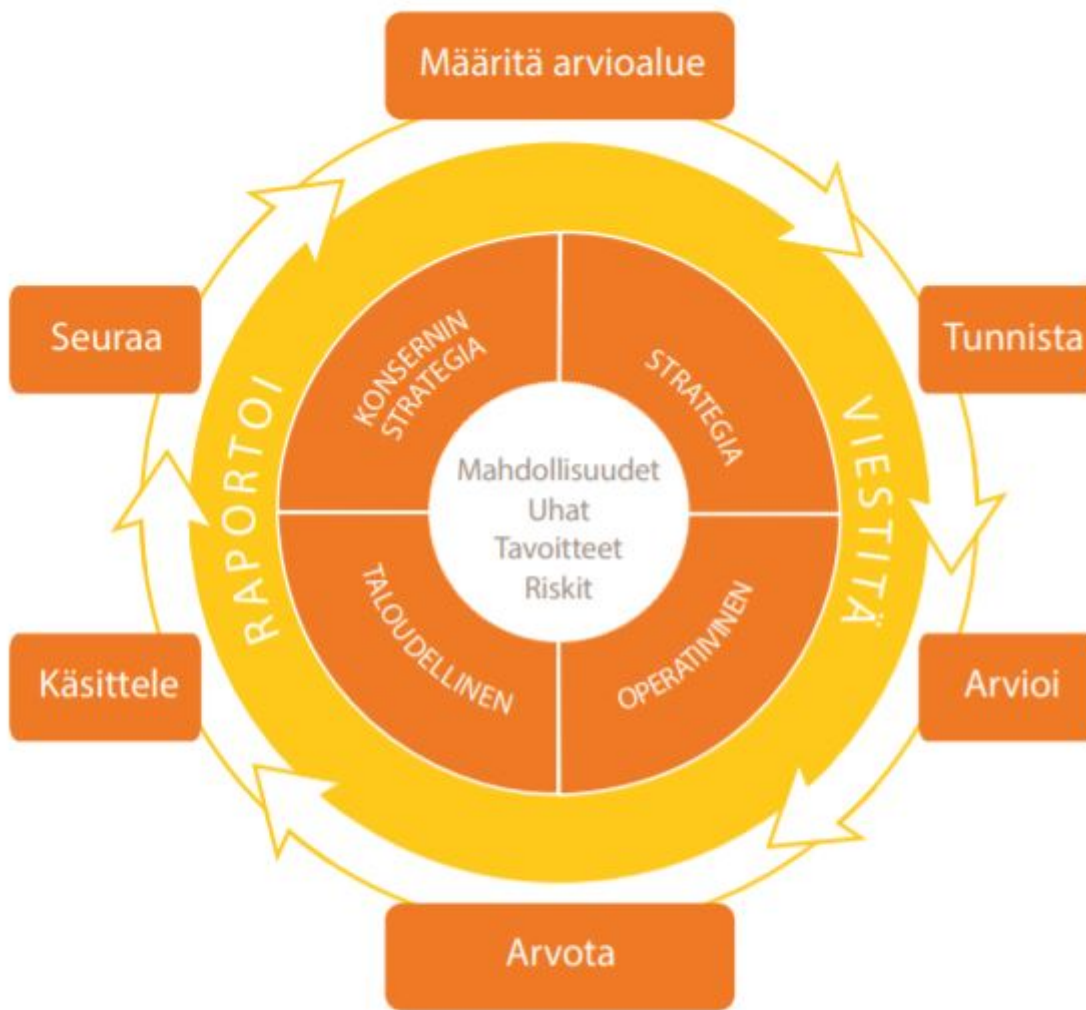 Määritä arvioalue
Seuraa
Tunnista
KONSERNIN
STRATEGIA
STRATEGIA
RAPORTOI
VIESTITÄ
Mahdollisuudet
Uhat
Tavoitteet
Riskit
TALOUDELLINEN
OPERATIIVINEN
Käsittele
Arvioi
Arvota